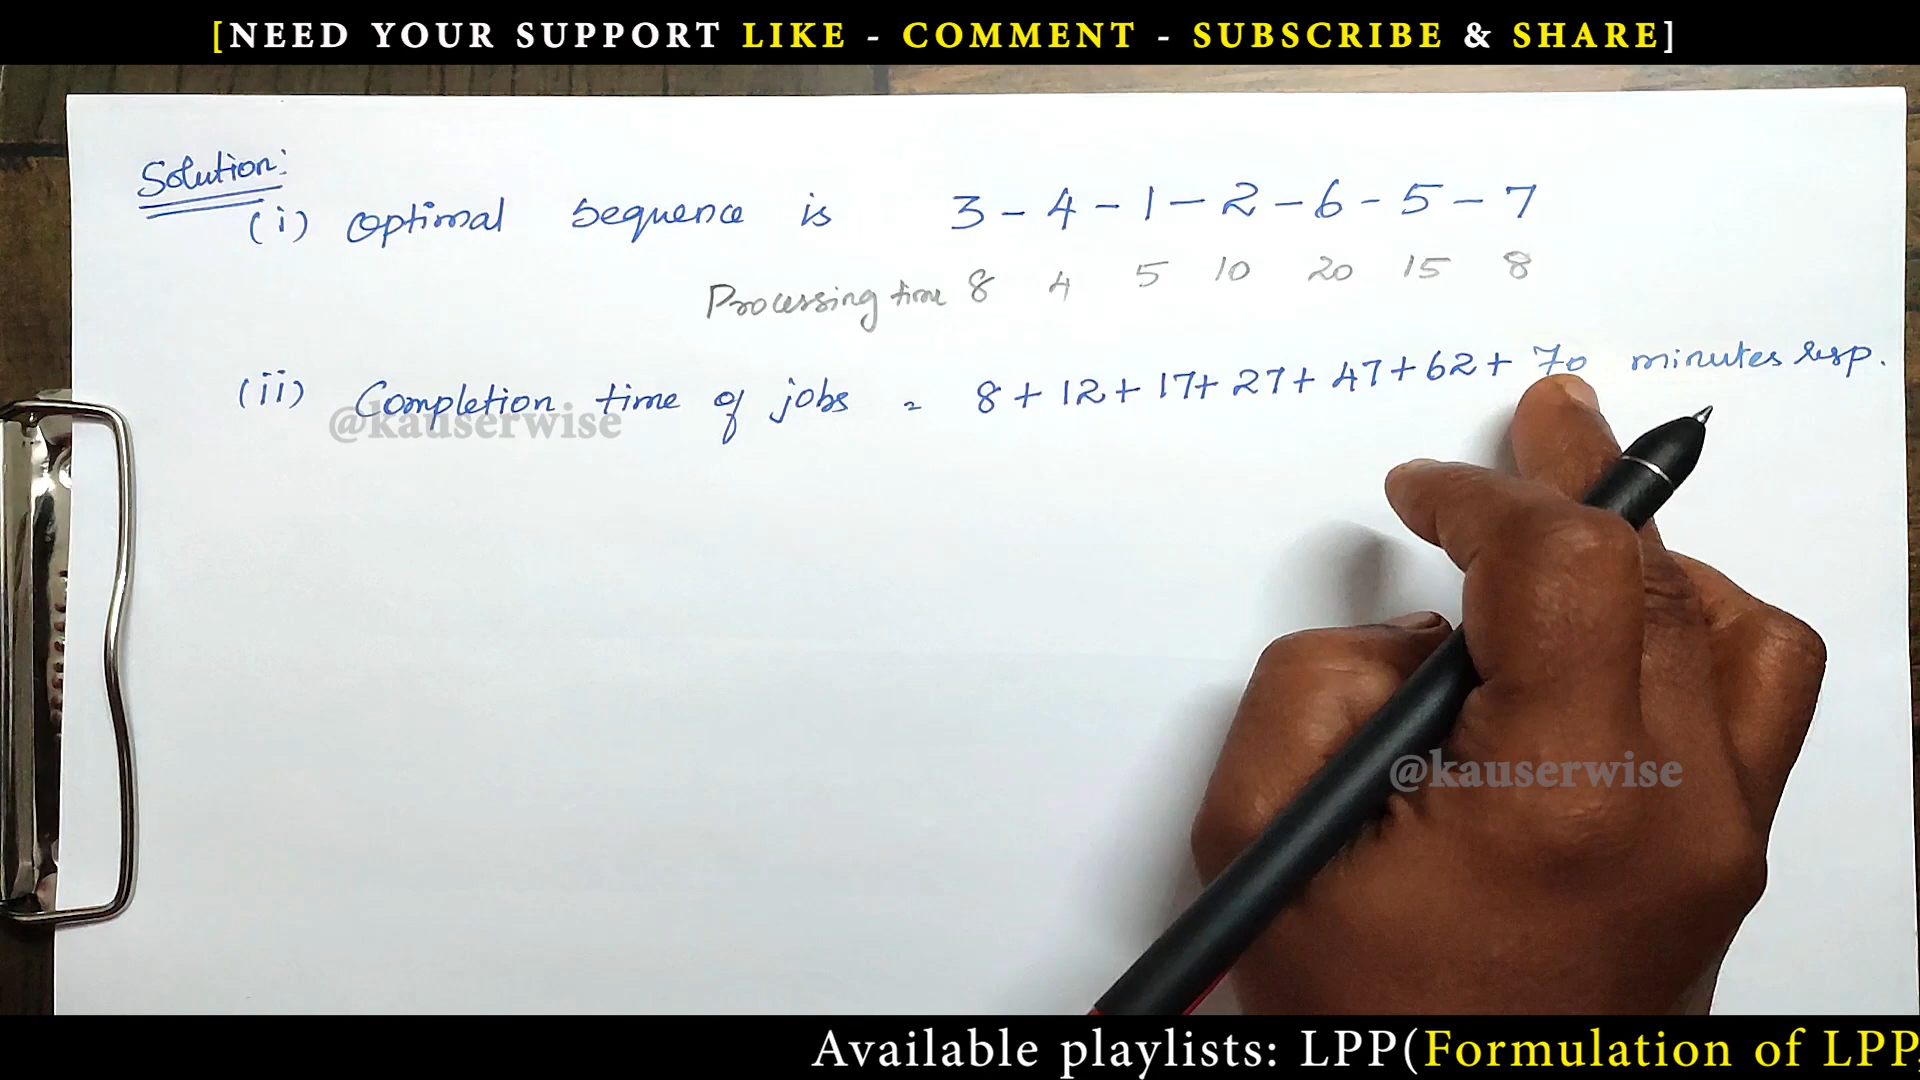 [NEED YOUR SUPPORT LIKE - COMMENT - SUBSCRIBE & SHARE]
Solution:
(i) Optimal sequence is 3 - 4 - 1 - 2 - 6 - 5 - 7
Processing time 8 4 5 10 20 15 8
(ii) Completion time of jobs = 8 + 12 + 17 + 27 + 47 + 62 + 70 minutes resp.
@kauserwise
@kauserwise
Available playlists: LPP(Formulation of LPP